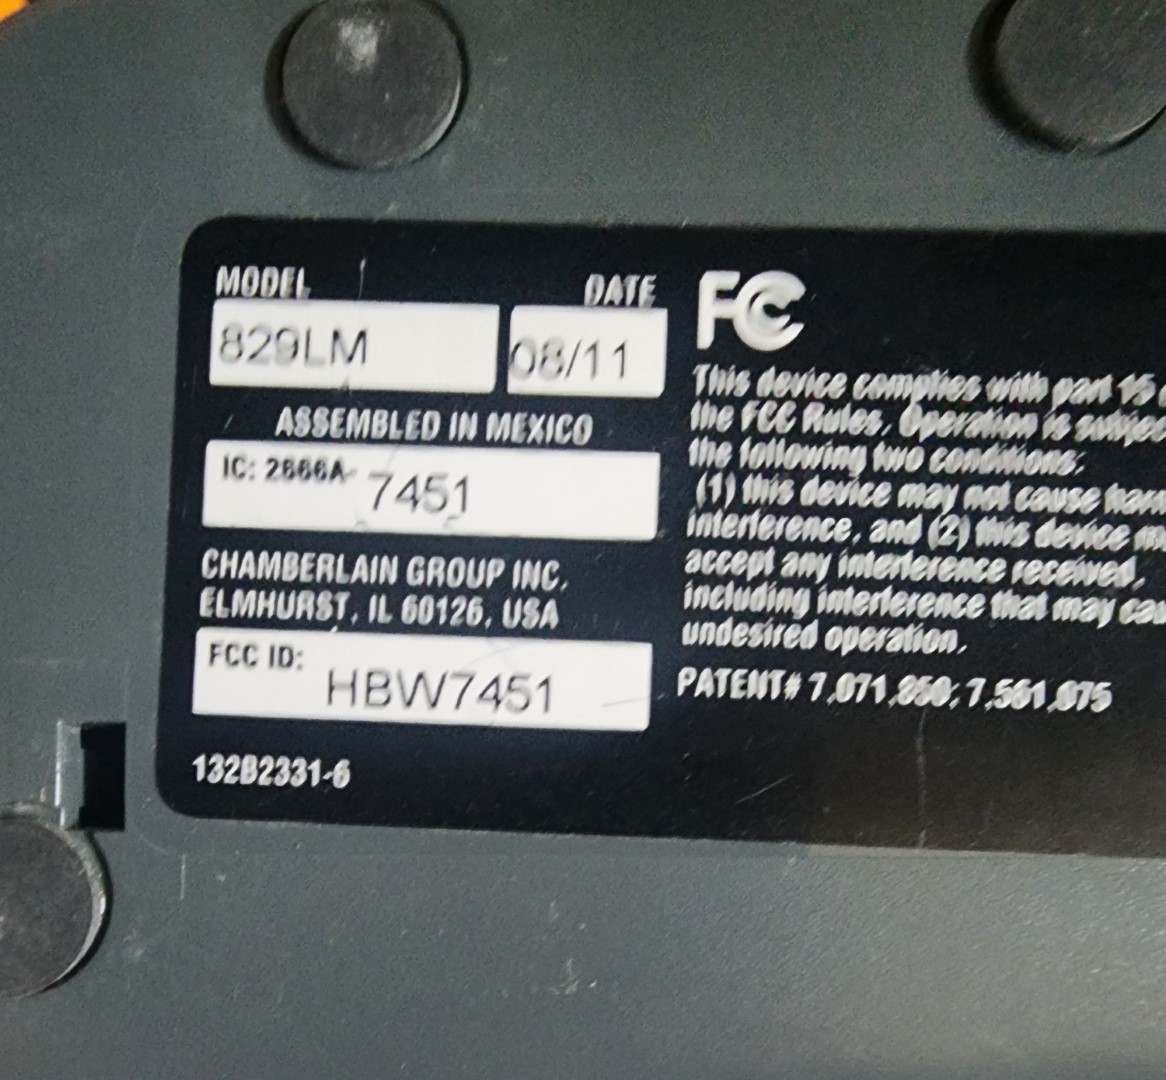 MODEL DATE
829LM 08/11
ASSEMBLED IN MEXICO
IC: 2666A- 7451
CHAMBERLAIN GROUP INC.
ELMHURST, IL 60126, USA
FCC ID:
HBW7451
132B2331-6
FC
This device complies with part 15
the FCC Rules. Operation is
the following two conditions:
(1) this device may not cause
interference, and (2) this device
accept any interference received,
including interference that may
undesired operation.
PATENT# 7,071,850; 7,561,075